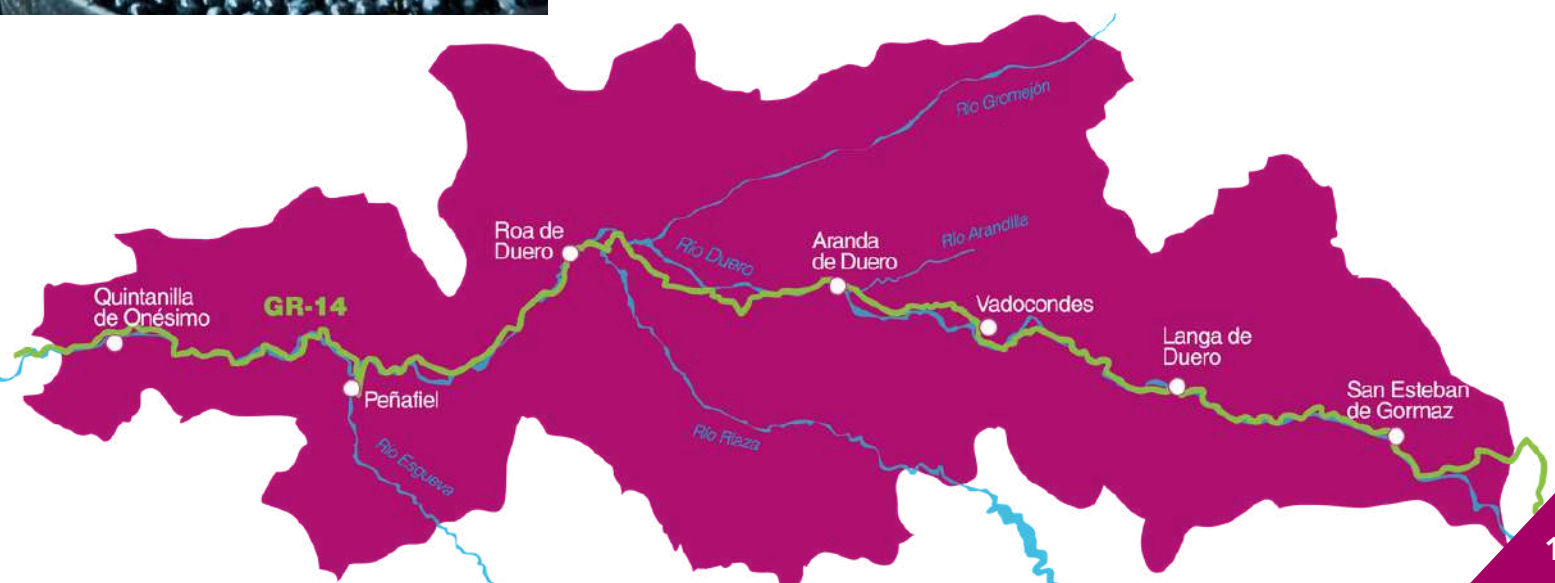 Río Gromejón
Roa de
Duero
Río Duero
Aranda
de Duero
Río Arandilla
Quintanilla
de Onésimo
GR-14
Vadocondes
Langa de
Duero
Peñafiel
San Esteban
de Gormaz
Río Riaza
Río Esgueva
1